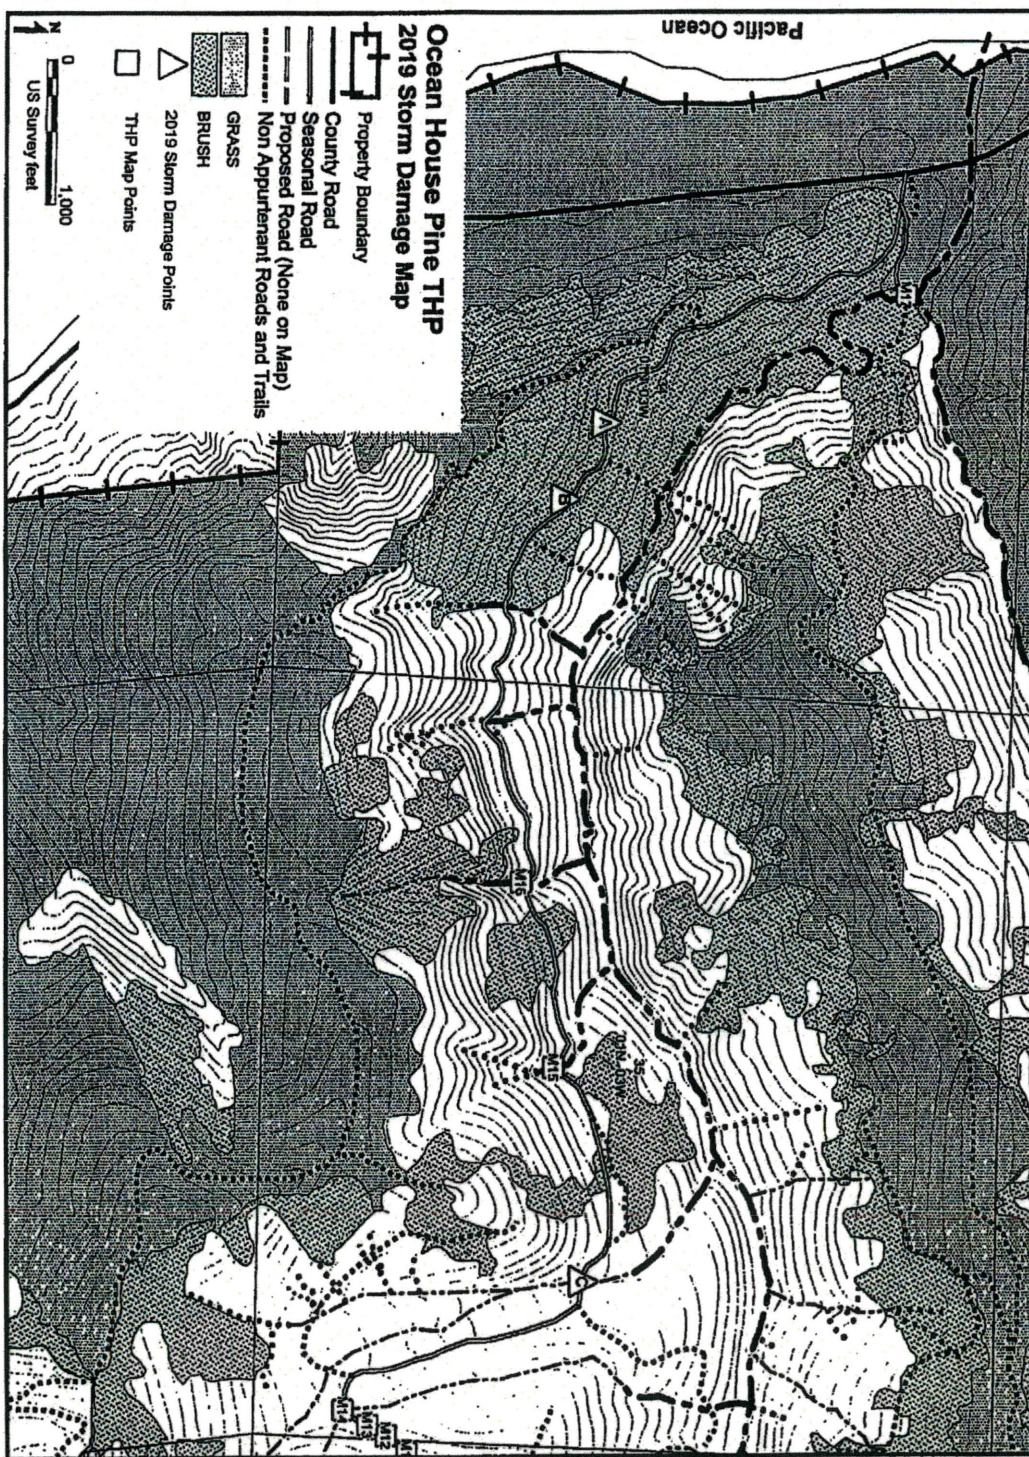 Ocean House Pine THP
2019 Storm Damage Map
Property Boundary
County Road
Seasonal Road
Proposed Road (None on Map)
Non Appurtenant Roads and Trails
GRASS
BRUSH
2019 Storm Damage Points
THP Map Points
0
1,000
US Survey feet
N
Pacific Ocean
M17
A
B
M16
35
M15
C
M14
M13
M12